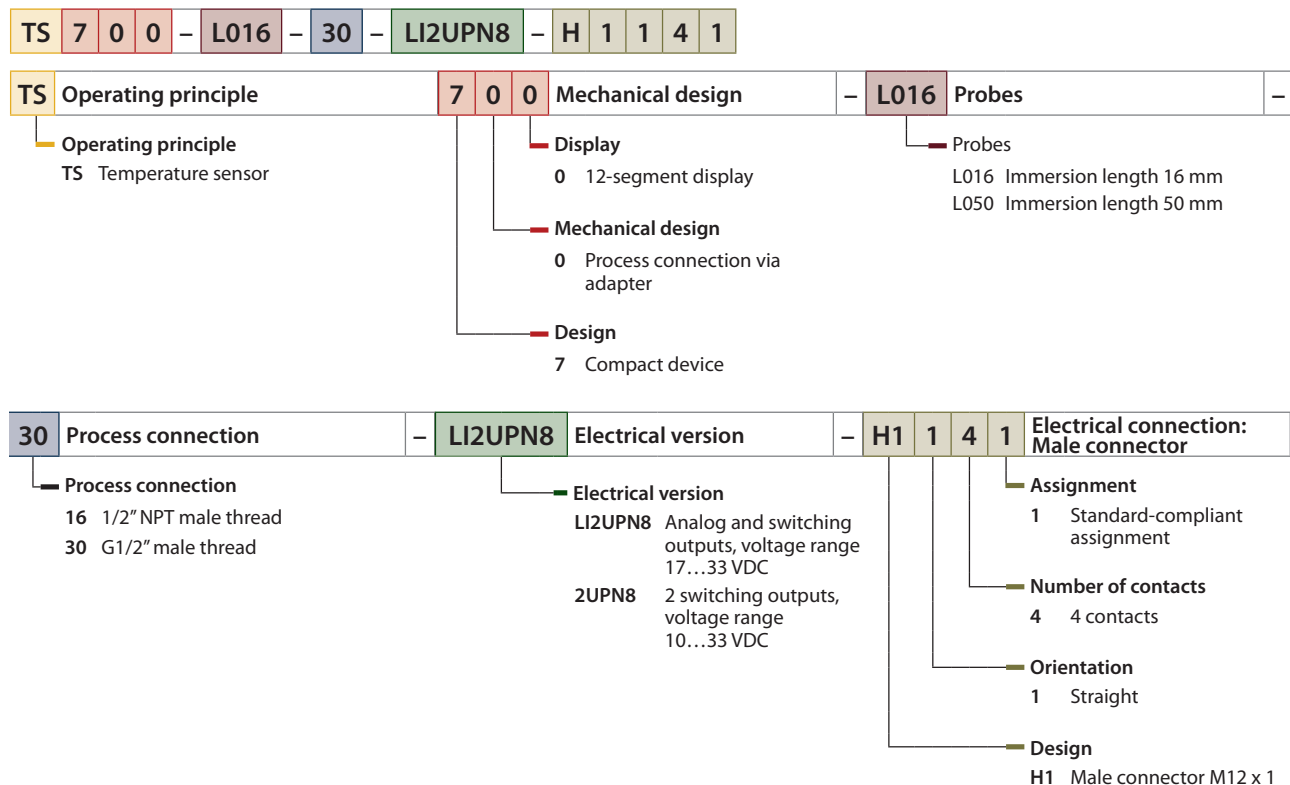 TS 7 0 0 – L016 – 30 – LI2UPN8 – H 1 1 4 1
TS Operating principle
Operating principle
TS Temperature sensor
7 0 0 Mechanical design
Display
0 12-segment display
Mechanical design
0 Process connection via
adapter
Design
7 Compact device
– L016 Probes –
Probes
L016 Immersion length 16 mm
L050 Immersion length 50 mm
30 Process connection
Process connection
16 1/2" NPT male thread
30 G1/2" male thread
– LI2UPN8 Electrical version
Electrical version
LI2UPN8 Analog and switching
outputs, voltage range
17…33 VDC
2UPN8 2 switching outputs,
voltage range
10…33 VDC
– H1 1 4 1 Electrical connection:
Male connector
Assignment
1 Standard-compliant
assignment
Number of contacts
4 4 contacts
Orientation
1 Straight
Design
H1 Male connector M12 x 1